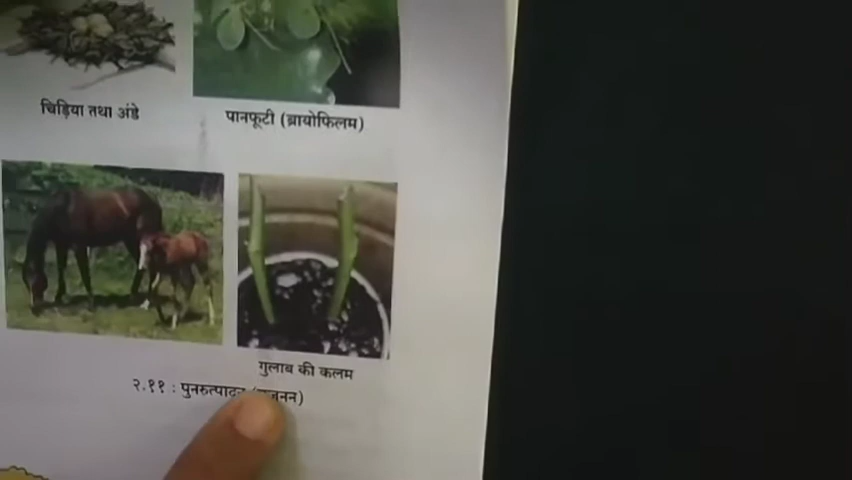 चिड़िया तथा अंडे
पानफूटी (ब्रायोफिलम)
गुलाब की कलम
२.११ : पुनरुत्पादन